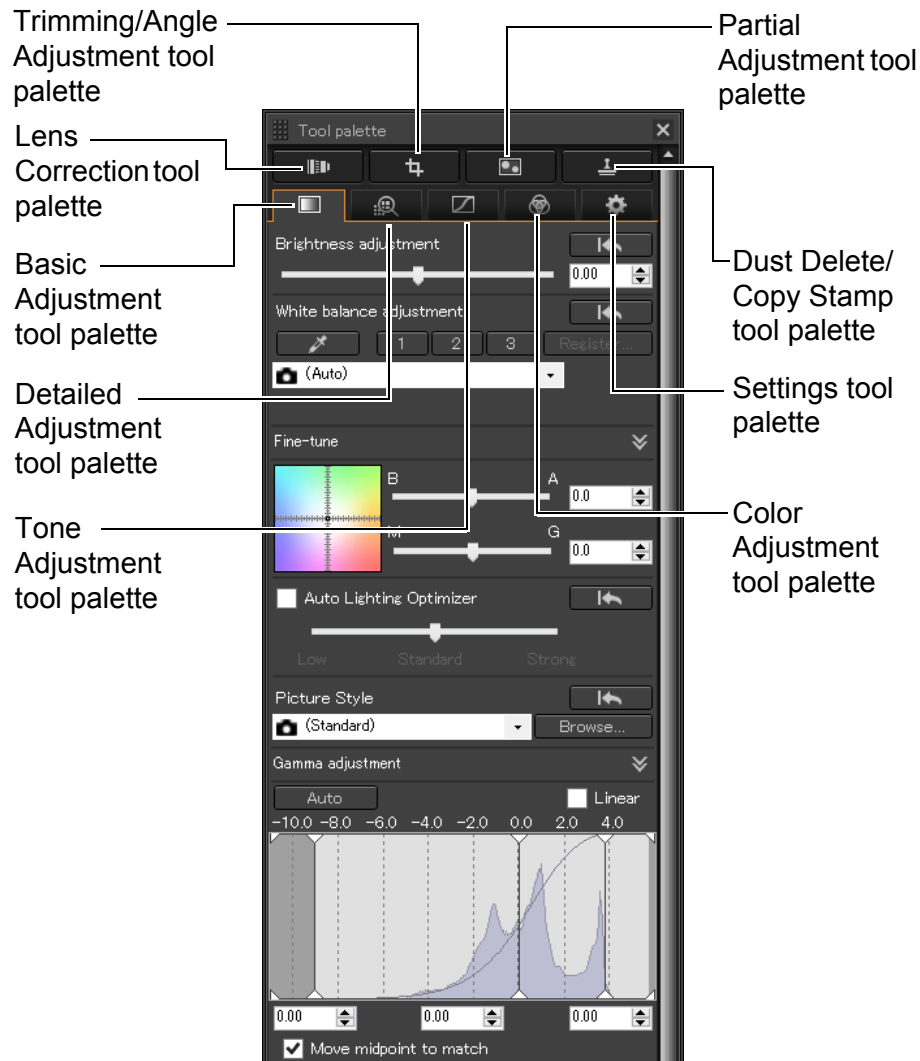 Trimming/Angle
Adjustment tool
palette
Partial
Adjustment tool
palette
Lens
Correction tool
palette
Basic
Adjustment
tool palette
Detailed
Adjustment
tool palette
Tone
Adjustment
tool palette
Dust Delete/
Copy Stamp
tool palette
Settings tool
palette
Color
Adjustment
tool palette
Tool palette
Brightness adjustment
0.00
White balance adjustment
1 2 3 Register...
(Auto)
Fine-tune
B A 0.0
M G 0.0
Auto Lighting Optimizer
Low Standard Strong
Picture Style
(Standard) Browse...
Gamma adjustment
Auto Linear
-10.0 -8.0 -6.0 -4.0 -2.0 0.0 2.0 4.0
0.00 0.00 0.00
Move midpoint to match